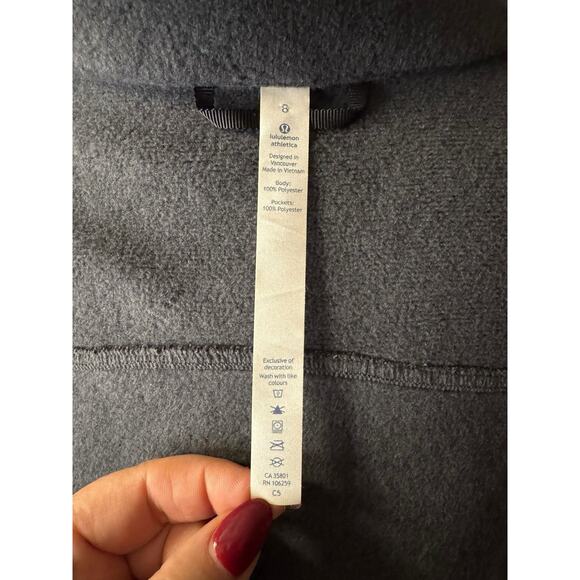 8
lululemon
athletica
Designed in
Vancouver
Made in Vietnam
Body:
100% Polyester
Pockets:
100% Polyester
Exclusive of
decoration
Wash with like
colours
CA 35801
RN 106259
C5